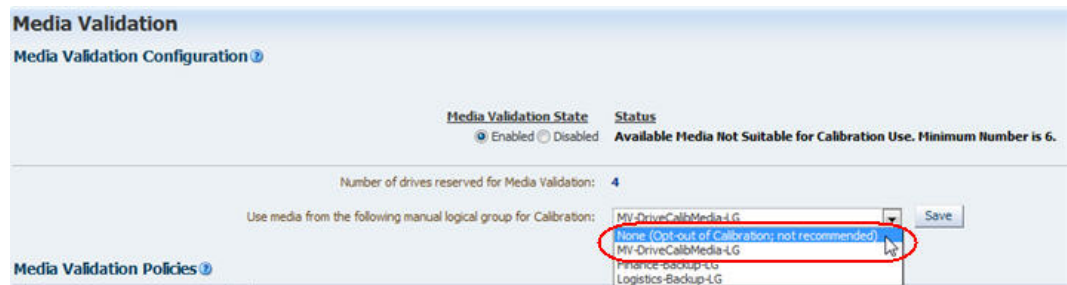 Media Validation
Media Validation Configuration ?
Media Validation State Status
Enabled Disabled Available Media Not Suitable for Calibration Use. Minimum Number is 6.
Number of drives reserved for Media Validation: 4
Use media from the following manual logical group for Calibration: MV-DriveCalibMedia-LG Save
None (Opt-out of Calibration; not recommended)
MV-DriveCalibMedia-LG
Finance-Backup-LG
Media Validation Policies ?
Logistics-Backup-LG